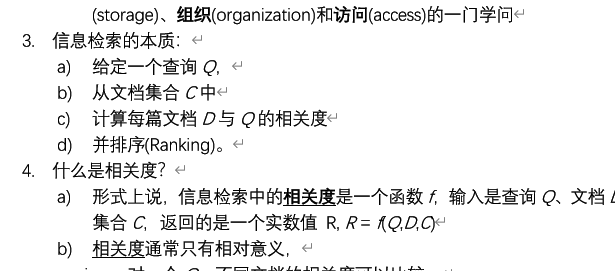 (storage)、组织(organization)和访问(access)的一门学问
3. 信息检索的本质：
a) 给定一个查询 Q，
b) 从文档集合 C 中
c) 计算每篇文档 D 与 Q 的相关度
d) 并排序(Ranking)。
4. 什么是相关度？
a) 形式上说，信息检索中的相关度是一个函数 f，输入是查询 Q、文档
集合 C，返回的是一个实数值 R, R = f(Q,D,C)
b) 相关度通常只有相对意义，